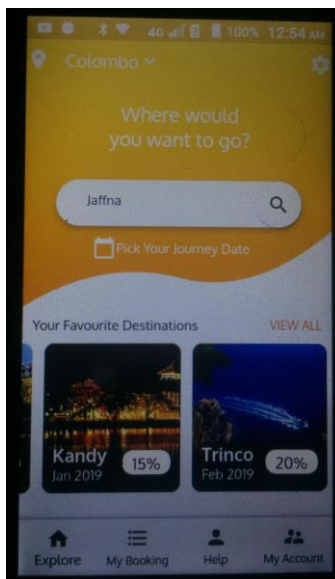 4G 100% 12:54 AM
Colombo
Where would
you want to go?
Jaffna
Pick Your Journey Date
Your Favourite Destinations VIEW ALL
Kandy 15%
Jan 2019
Trinco 20%
Feb 2019
Explore My Booking Help My Account